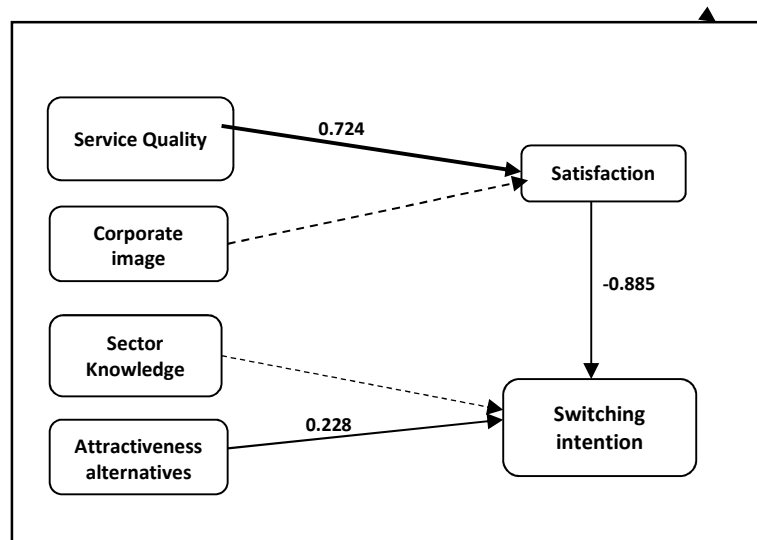 Service Quality
0.724
Satisfaction
Corporate
image
-0.885
Sector
Knowledge
0.228
Switching
intention
Attractiveness
alternatives